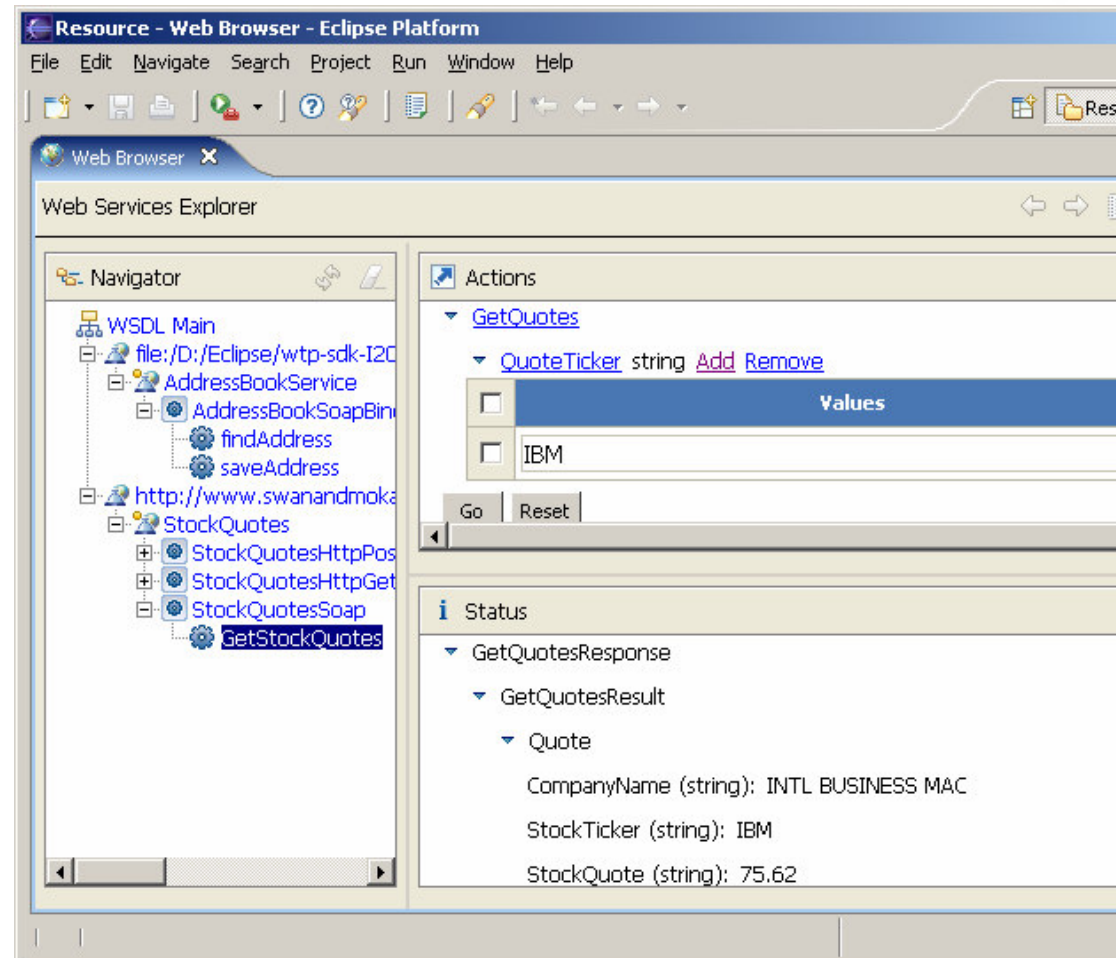 Resource - Web Browser - Eclipse Platform
File Edit Navigate Search Project Run Window Help
Res
Web Browser
Web Services Explorer
Navigator
WSDL Main
file:/D:/Eclipse/wtp-sdk-I20
AddressBookService
AddressBookSoapBin
findAddress
saveAddress
http://www.swanandmoka
StockQuotes
StockQuotesHttpPos
StockQuotesHttpGet
StockQuotesSoap
GetStockQuotes
Actions
GetQuotes
QuoteTicker string Add Remove
Values
IBM
Go Reset
Status
GetQuotesResponse
GetQuotesResult
Quote
CompanyName (string): INTL BUSINESS MAC
StockTicker (string): IBM
StockQuote (string): 75.62